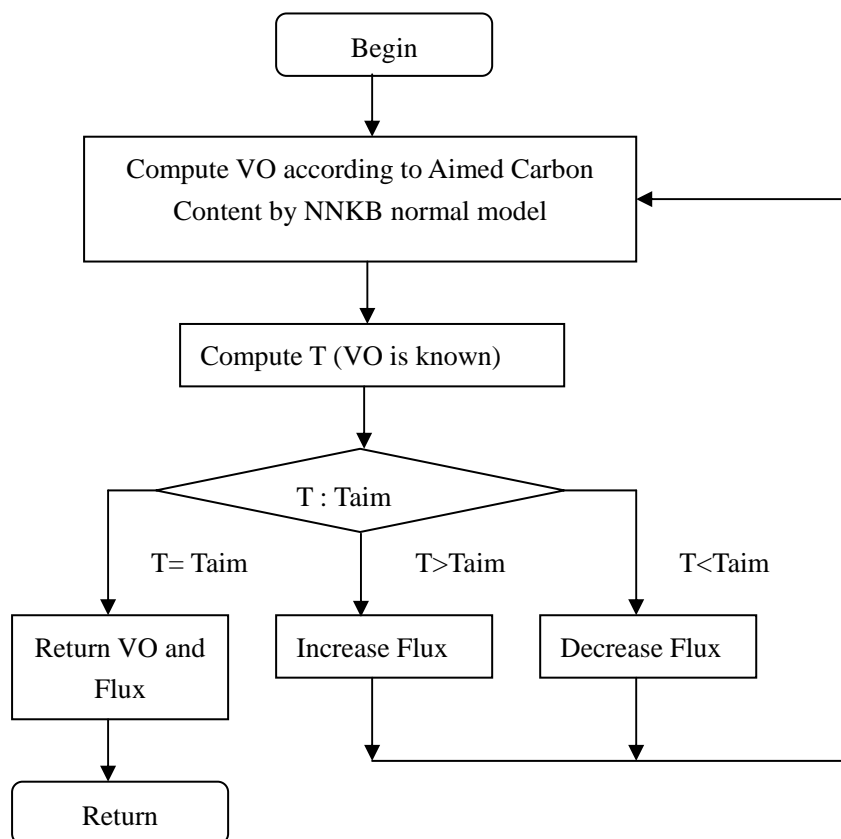 Begin
Compute VO according to Aimed Carbon
Content by NNKB normal model
Compute T (VO is known)
T : Taim
T= Taim
T>Taim
T<Taim
Return VO and
Flux
Increase Flux
Decrease Flux
Return